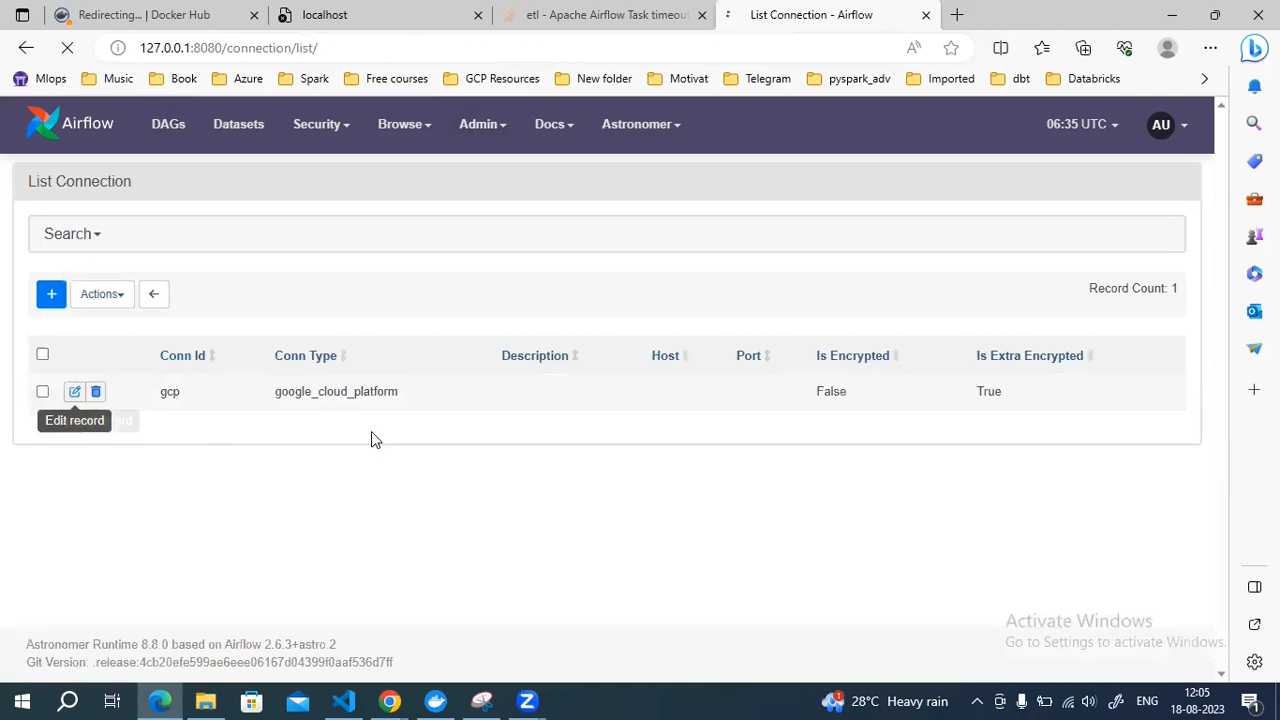 Redirecting... | Docker Hub
localhost
etl - Apache Airflow Task timeout
List Connection - Airflow
127.0.0.1:8080/connection/list/
Mlops
Music
Book
Azure
Spark
Free courses
GCP Resources
New folder
Motivat
Telegram
pyspark_adv
Imported
dbt
Databricks
Airflow
DAGs
Datasets
Security
Browse
Admin
Docs
Astronomer
06:35 UTC
AU
List Connection
Search
Actions
Record Count: 1
Conn Id
Conn Type
Description
Host
Port
Is Encrypted
Is Extra Encrypted
gcp
google_cloud_platform
False
True
Edit record
Activate Windows
Go to Settings to activate Windows.
Astronomer Runtime 8.8.0 based on Airflow 2.6.3+astro.2
Git Version: .release:4cb20efe599ae6eee06167d04399f0aaf536d7ff
28°C Heavy rain
ENG
12:05
18-08-2023